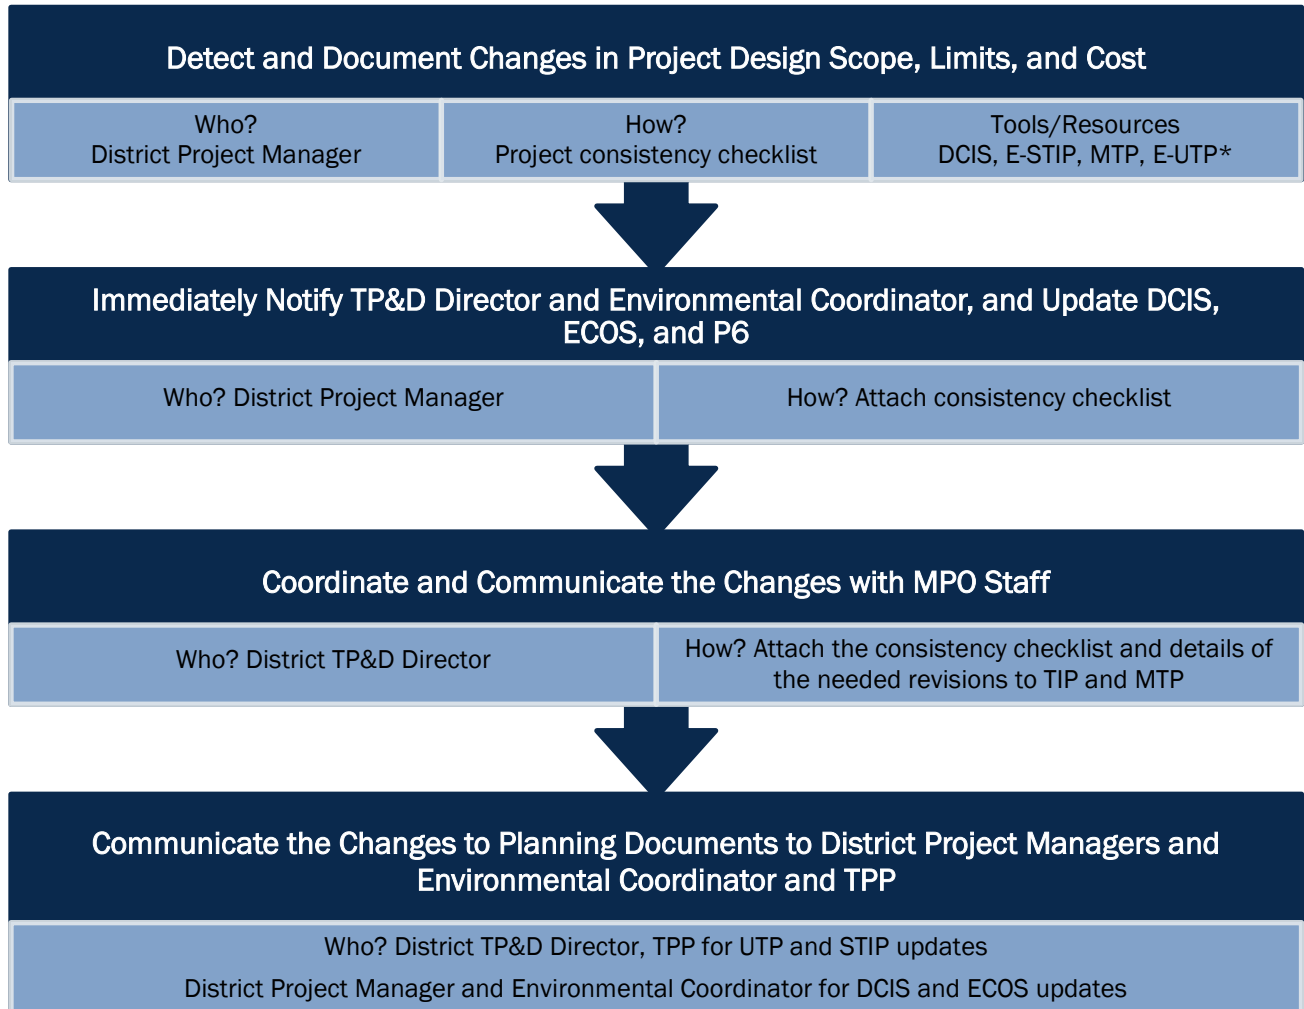 Detect and Document Changes in Project Design Scope, Limits, and Cost
Who?
District Project Manager
How?
Project consistency checklist
Tools/Resources
DCIS, E-STIP, MTP, E-UTP*
Immediately Notify TP&D Director and Environmental Coordinator, and Update DCIS,
ECOS, and P6
Who? District Project Manager
How? Attach consistency checklist
Coordinate and Communicate the Changes with MPO Staff
Who? District TP&D Director
How? Attach the consistency checklist and details of
the needed revisions to TIP and MTP
Communicate the Changes to Planning Documents to District Project Managers and
Environmental Coordinator and TPP
Who? District TP&D Director, TPP for UTP and STIP updates
District Project Manager and Environmental Coordinator for DCIS and ECOS updates